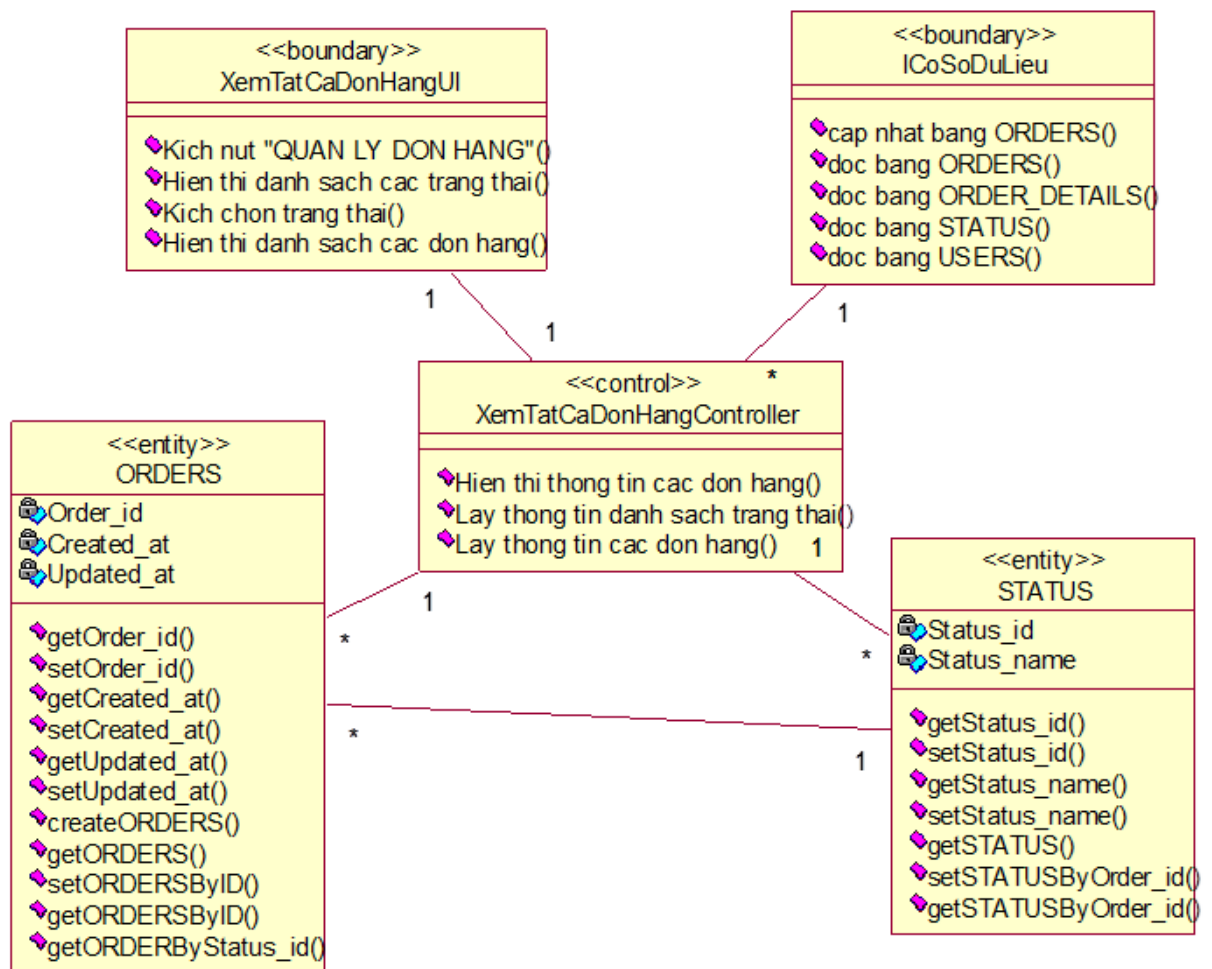 <<boundary>>
XemTatCaDonHangUI
Kich nut "QUAN LY DON HANG"()
Hien thi danh sach cac trang thai()
Kich chon trang thai()
Hien thi danh sach cac don hang()
<<boundary>>
ICoSoDuLieu
cap nhat bang ORDERS()
doc bang ORDERS()
doc bang ORDER_DETAILS()
doc bang STATUS()
doc bang USERS()
1
1
1
*
<<control>>
XemTatCaDonHangController
Hien thi thong tin cac don hang()
Lay thong tin danh sach trang thai()
Lay thong tin cac don hang()
1
1
*
*
<<entity>>
ORDERS
Order_id
Created_at
Updated_at
getOrder_id()
setOrder_id()
getCreated_at()
setCreated_at()
getUpdated_at()
setUpdated_at()
createORDERS()
getORDERS()
setORDERSByID()
getORDERSByID()
getORDERByStatus_id()
*
1
<<entity>>
STATUS
Status_id
Status_name
getStatus_id()
setStatus_id()
getStatus_name()
setStatus_name()
getSTATUS()
setSTATUSByOrder_id()
getSTATUSByOrder_id()